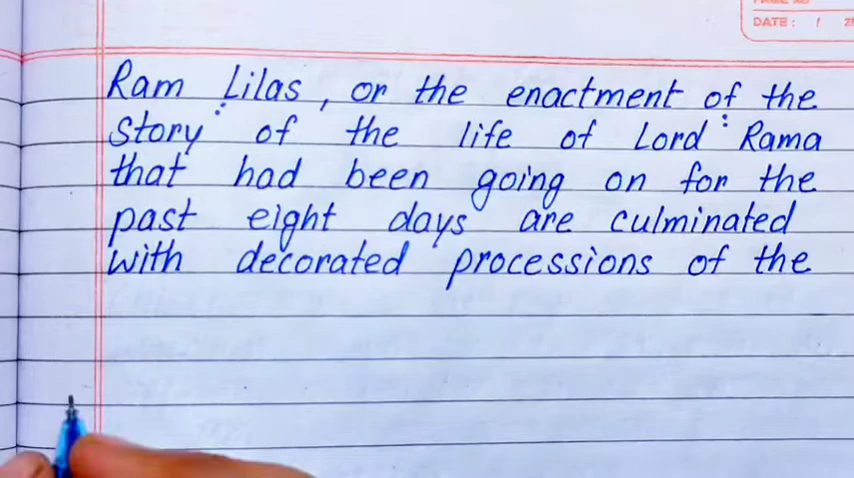 DATE: /
Ram Lilas, or the enactment of the
story of the life of Lord Rama
that had been going on for the
past eight days are culminated
with decorated processions of the